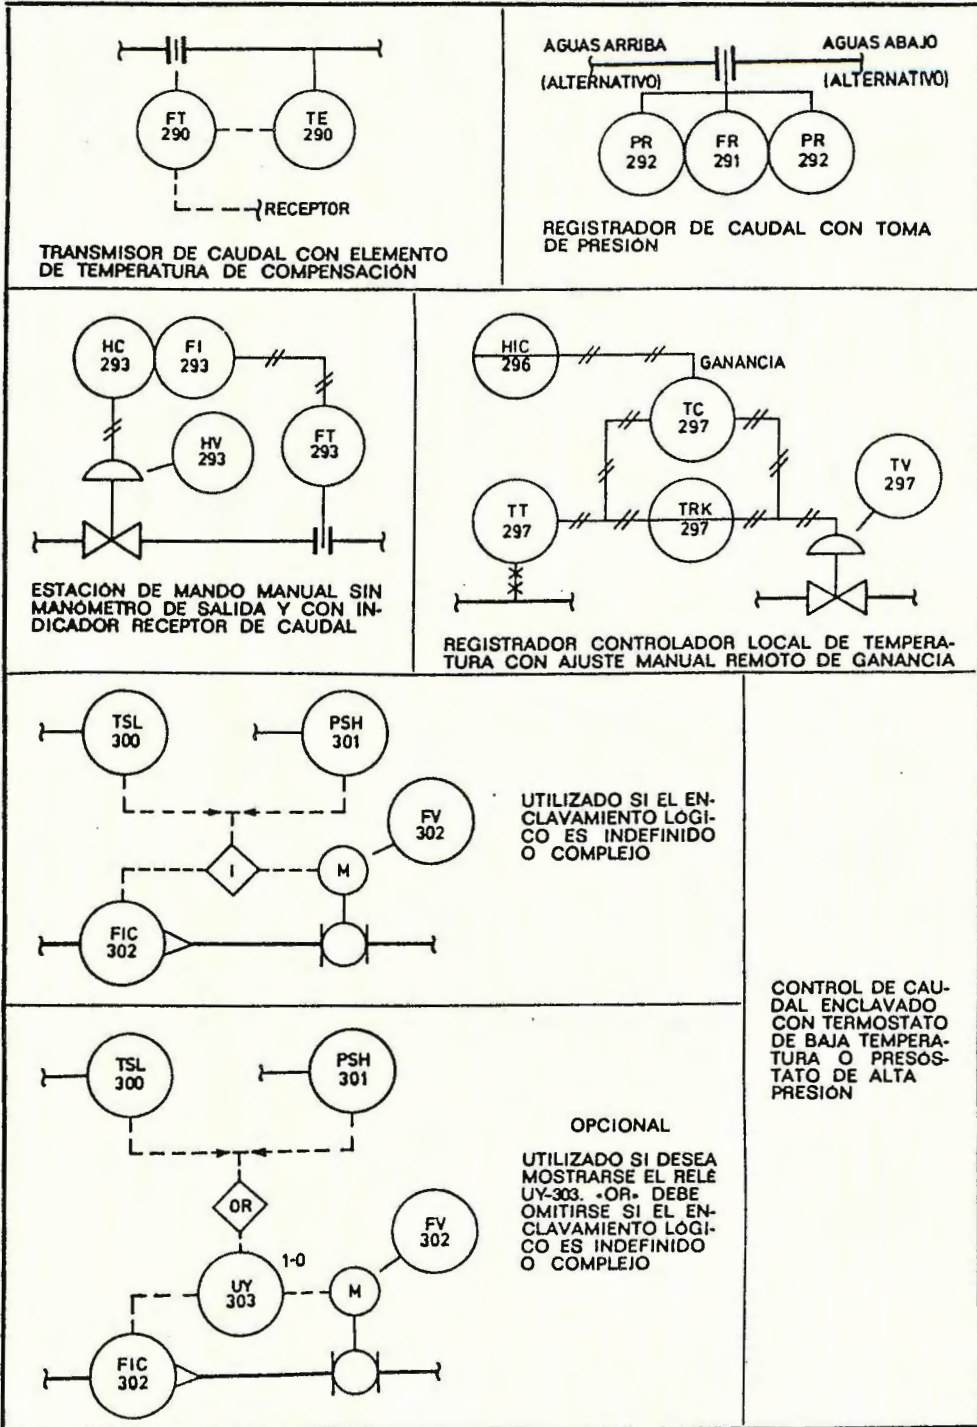 FT
290
TE
290
RECEPTOR
TRANSMISOR DE CAUDAL CON ELEMENTO
DE TEMPERATURA DE COMPENSACIÓN
AGUAS ARRIBA
(ALTERNATIVO)
AGUAS ABAJO
(ALTERNATIVO)
PR
292
FR
291
PR
292
REGISTRADOR DE CAUDAL CON TOMA
DE PRESIÓN
HC
293
FI
293
HV
293
FT
293
ESTACIÓN DE MANDO MANUAL SIN
MANÓMETRO DE SALIDA Y CON IN-
DICADOR RECEPTOR DE CAUDAL
HIC
296
GANANCIA
TC
297
TT
297
TRK
297
TV
297
REGISTRADOR CONTROLADOR LOCAL DE TEMPERA-
TURA CON AJUSTE MANUAL REMOTO DE GANANCIA
TSL
300
PSH
301
FV
302
I
M
FIC
302
UTILIZADO SI EL EN-
CLAVAMIENTO LÓGI-
CO ES INDEFINIDO
O COMPLEJO
TSL
300
PSH
301
OR
FV
302
1-0
UY
303
M
FIC
302
OPCIONAL
UTILIZADO SI DESEA
MOSTRARSE EL RELÉ
UY-303. «OR» DEBE
OMITIRSE SI EL EN-
CLAVAMIENTO LÓGI-
CO ES INDEFINIDO
O COMPLEJO
CONTROL DE CAU-
DAL ENCLAVADO
CON TERMOSTATO
DE BAJA TEMPERA-
TURA O PRESÓS-
TATO DE ALTA
PRESIÓN